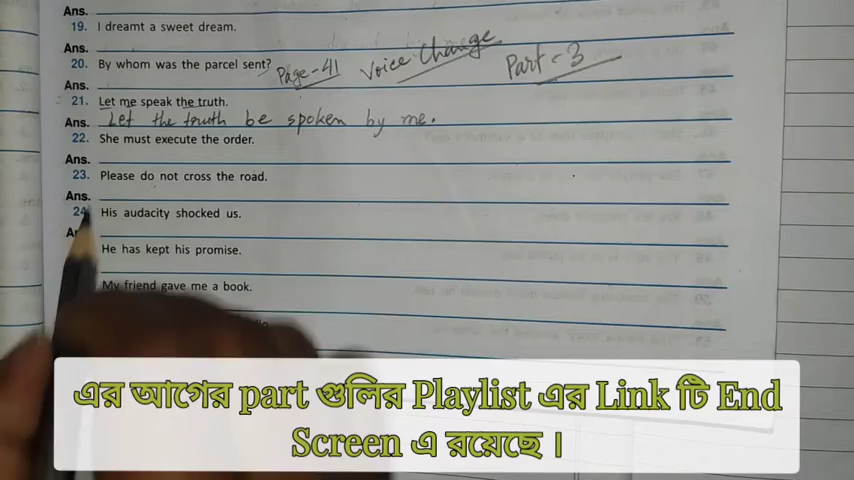 Ans.
19. I dreamt a sweet dream.
Ans.
20. By whom was the parcel sent? Page-41 Voice Change Part-3
Ans.
21. Let me speak the truth.
Ans. Let the truth be spoken by me.
22. She must execute the order.
Ans.
23. Please do not cross the road.
Ans.
24 His audacity shocked us.
He has kept his promise.
My friend gave me a book.
এর আগের part গুলির Playlist এর Link টি End
Screen এ রয়েছে।